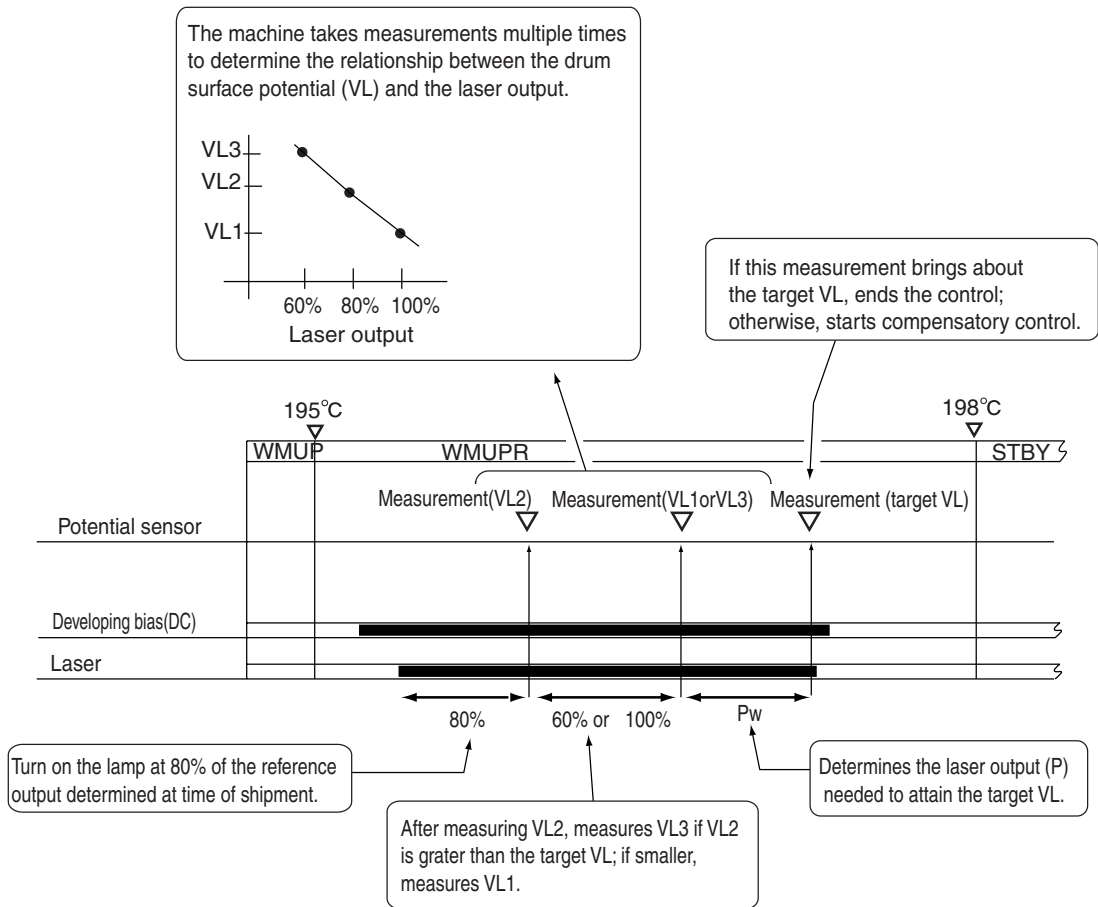 The machine takes measurements multiple times
to determine the relationship between the drum
surface potential (VL) and the laser output.
VL3
VL2
VL1
60% 80% 100%
Laser output
If this measurement brings about
the target VL, ends the control;
otherwise, starts compensatory control.
195°C
198°C
WMUP WMUPR STBY
Measurement(VL2) Measurement(VL1orVL3) Measurement (target VL)
Potential sensor
Developing bias(DC)
Laser
80% 60% or 100% Pw
Turn on the lamp at 80% of the reference
output determined at time of shipment.
Determines the laser output (P)
needed to attain the target VL.
After measuring VL2, measures VL3 if VL2
is grater than the target VL; if smaller,
measures VL1.